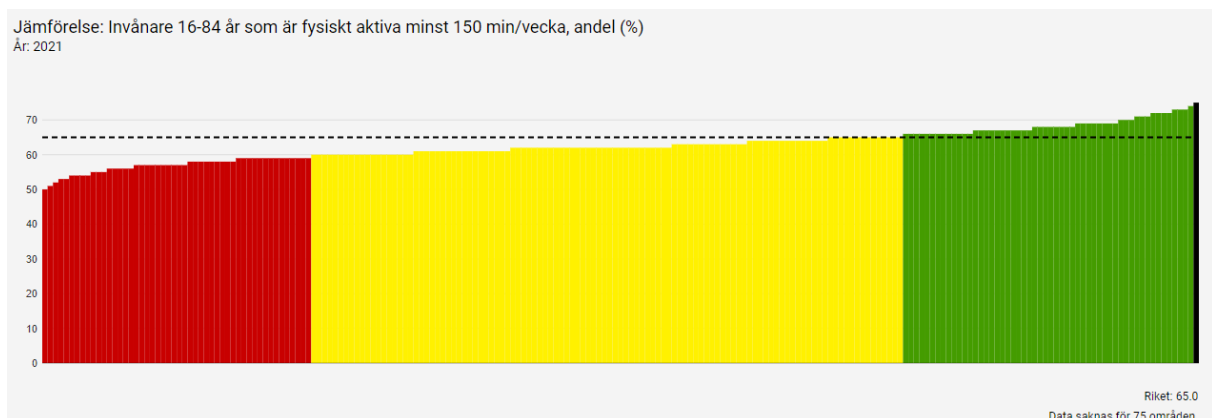 Jämförelse: Invånare 16-84 år som är fysiskt aktiva minst 150 min/vecka, andel (%)
År: 2021
70
60
50
40
30
20
10
0
Riket: 65.0
Data saknas för 75 områden.